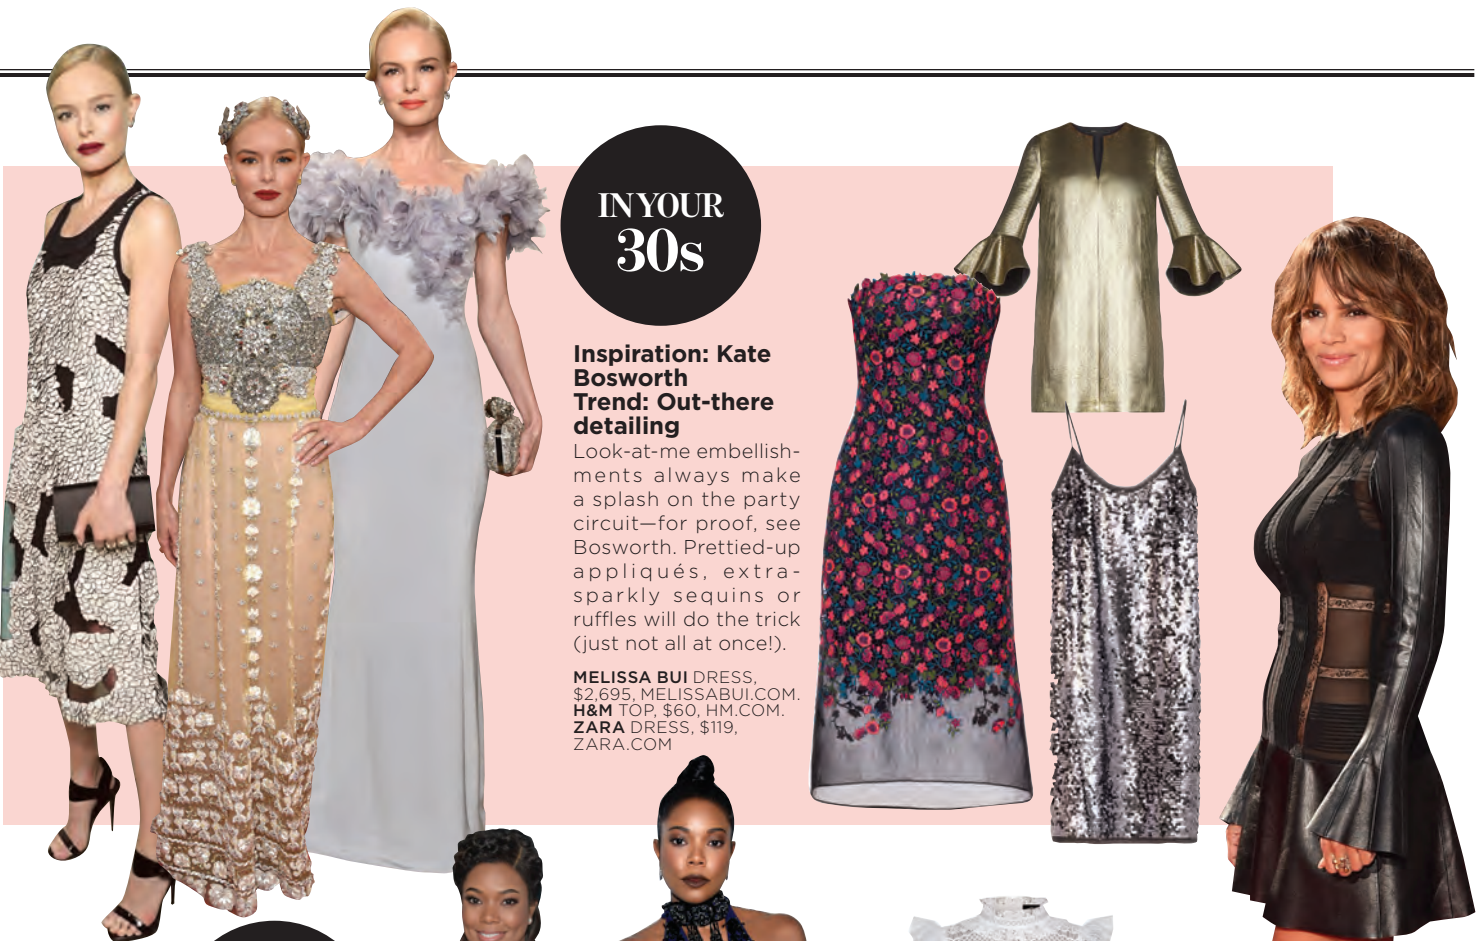 IN YOUR
30s
Inspiration: Kate
Bosworth
Trend: Out-there
detailing
Look-at-me embellish-
ments always make
a splash on the party
circuit—for proof, see
Bosworth. Prettied-up
appliqués, extra-
sparkly sequins or
ruffles will do the trick
(just not all at once!).
MELISSA BUI DRESS,
$2,695, MELISSABUI.COM.
H&M TOP, $60, HM.COM.
ZARA DRESS, $119,
ZARA.COM